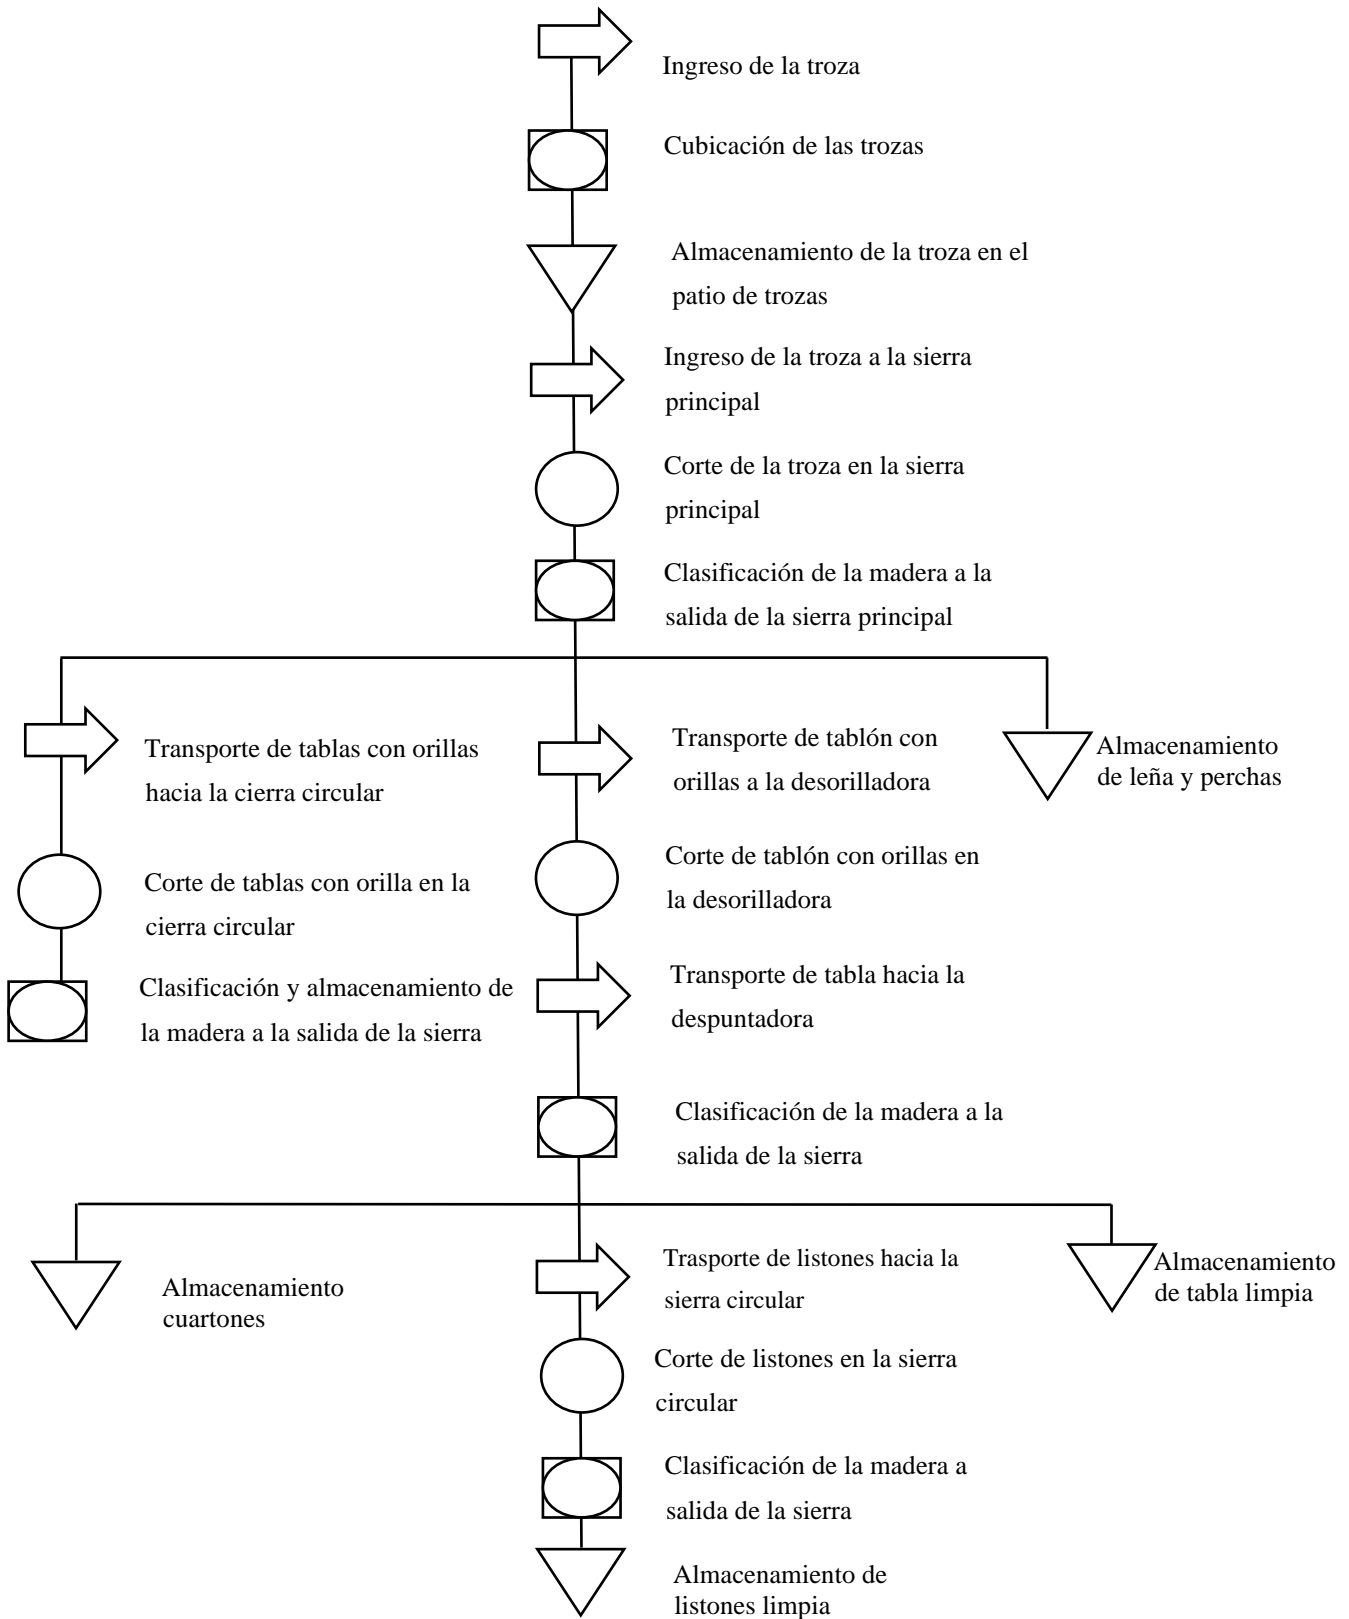 Ingreso de la troza
Cubicación de las trozas
Almacenamiento de la troza en el
patio de trozas
Ingreso de la troza a la sierra
principal
Corte de la troza en la sierra
principal
Clasificación de la madera a la
salida de la sierra principal
Transporte de tablas con orillas
hacia la cierra circular
Transporte de tablón con
orillas a la desorilladora
Almacenamiento
de leña y perchas
Corte de tablas con orilla en la
cierra circular
Corte de tablón con orillas en
la desorilladora
Clasificación y almacenamiento de
la madera a la salida de la sierra
Transporte de tabla hacia la
despuntadora
Clasificación de la madera a la
salida de la sierra
Almacenamiento
cuartones
Trasporte de listones hacia la
sierra circular
Almacenamiento
de tabla limpia
Corte de listones en la sierra
circular
Clasificación de la madera a
salida de la sierra
Almacenamiento de
listones limpia